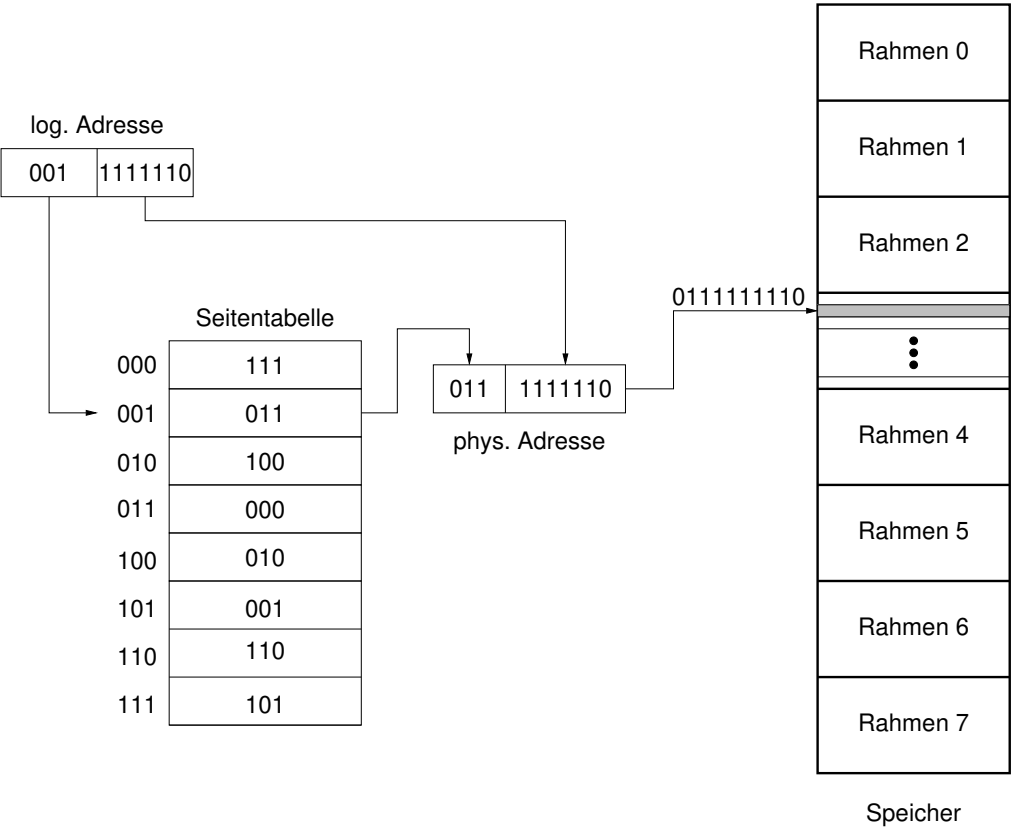 log. Adresse
001 1111110
Seitentabelle
000 111
001 011
010 100
011 000
100 010
101 001
110 110
111 101
011 1111110
phys. Adresse
0111111110
Rahmen 0
Rahmen 1
Rahmen 2
Rahmen 4
Rahmen 5
Rahmen 6
Rahmen 7
Speicher